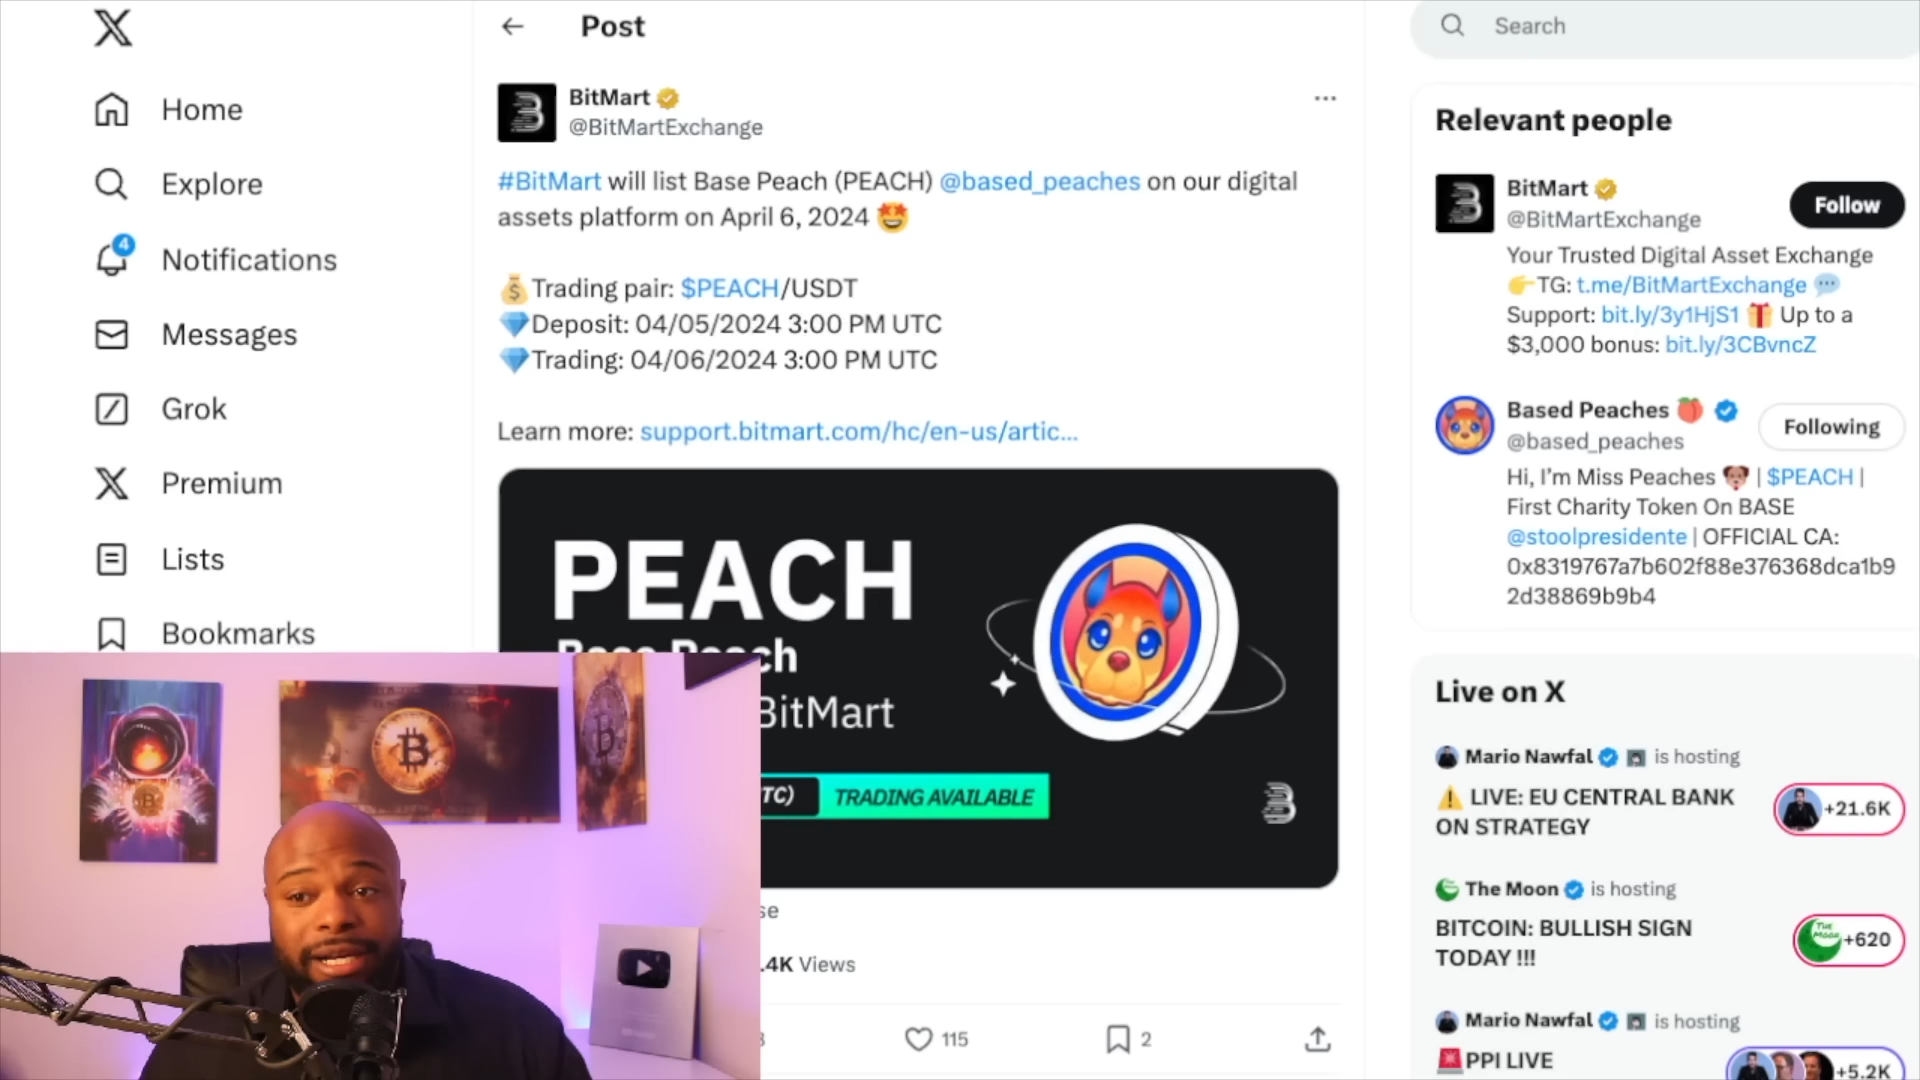 Home
Explore
4
Notifications
Messages
Grok
Premium
Lists
Bookmarks
Post
BitMart
@BitMartExchange
#BitMart will list Base Peach (PEACH) @based_peaches on our digital
assets platform on April 6, 2024 🤩
💰Trading pair: $PEACH/USDT
💎Deposit: 04/05/2024 3:00 PM UTC
💎Trading: 04/06/2024 3:00 PM UTC
Learn more: support.bitmart.com/hc/en-us/artic...
PEACH
Base Peach
BitMart
TC) TRADING AVAILABLE
se
.4K Views
115
2
Search
Relevant people
BitMart
@BitMartExchange
Follow
Your Trusted Digital Asset Exchange
👉TG: t.me/BitMartExchange 💬
Support: bit.ly/3y1HjS1 🎁 Up to a
$3,000 bonus: bit.ly/3CBvncZ
Based Peaches 🍑
@based_peaches
Following
Hi, I'm Miss Peaches 🐶 | $PEACH |
First Charity Token On BASE
@stoolpresidente | OFFICIAL CA:
0x8319767a7b602f88e376368dca1b9
2d38869b9b4
Live on X
Mario Nawfal is hosting
⚠️ LIVE: EU CENTRAL BANK
ON STRATEGY
+21.6K
The Moon is hosting
BITCOIN: BULLISH SIGN
TODAY !!!
+620
Mario Nawfal is hosting
🚨PPI LIVE
+5.2K